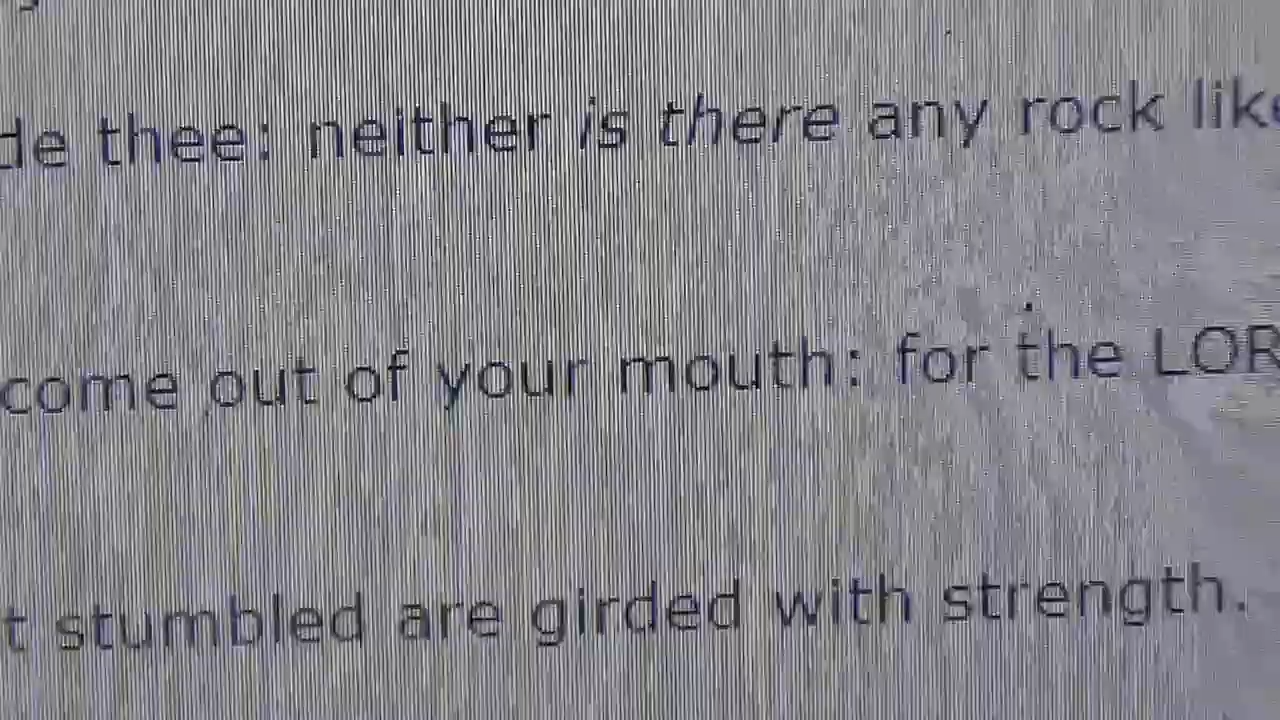 de thee: neither is there any rock like
come out of your mouth: for the LOR
t stumbled are girded with strength.